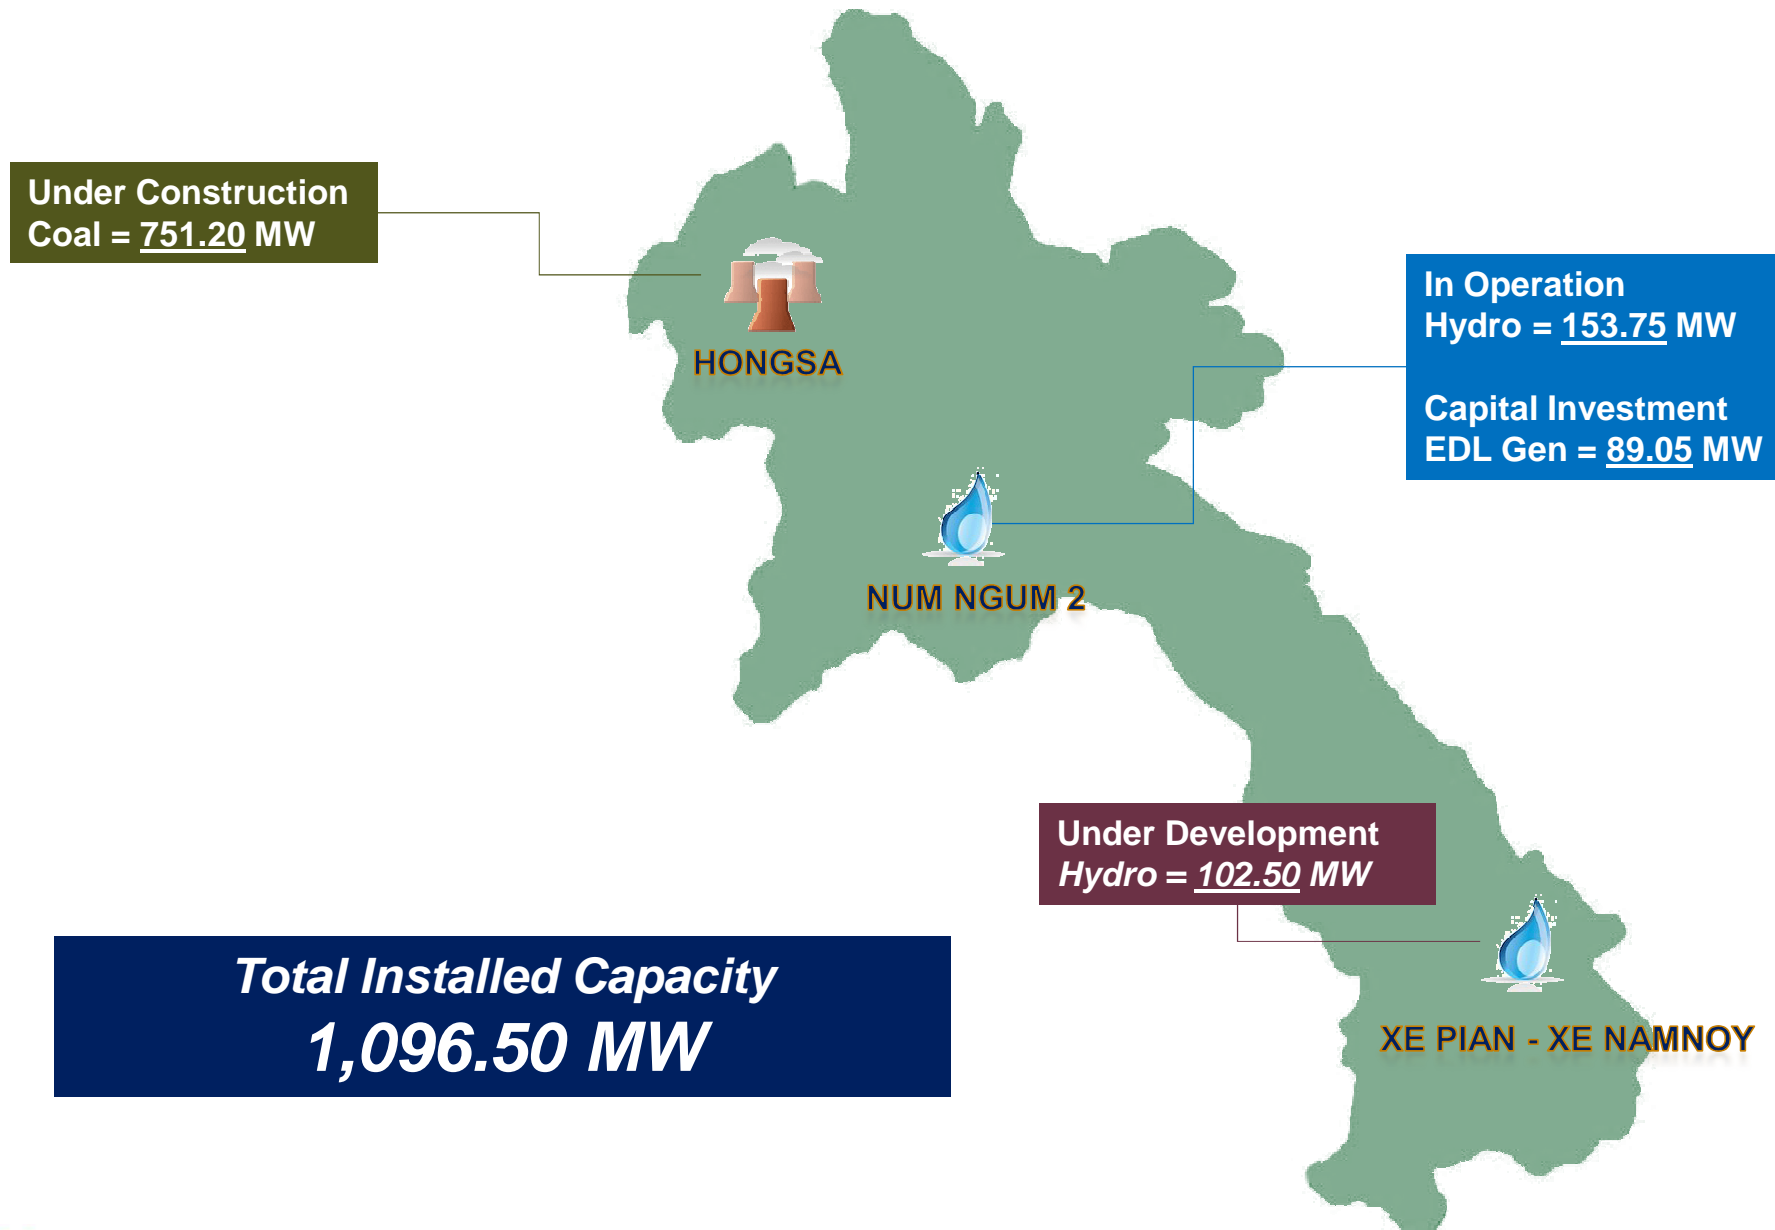 Under Construction
Coal = 751.20 MW
HONGSA
In Operation
Hydro = 153.75 MW
Capital Investment
EDL Gen = 89.05 MW
NUM NGUM 2
Under Development
Hydro = 102.50 MW
Total Installed Capacity
1,096.50 MW
XE PIAN - XE NAMNOY